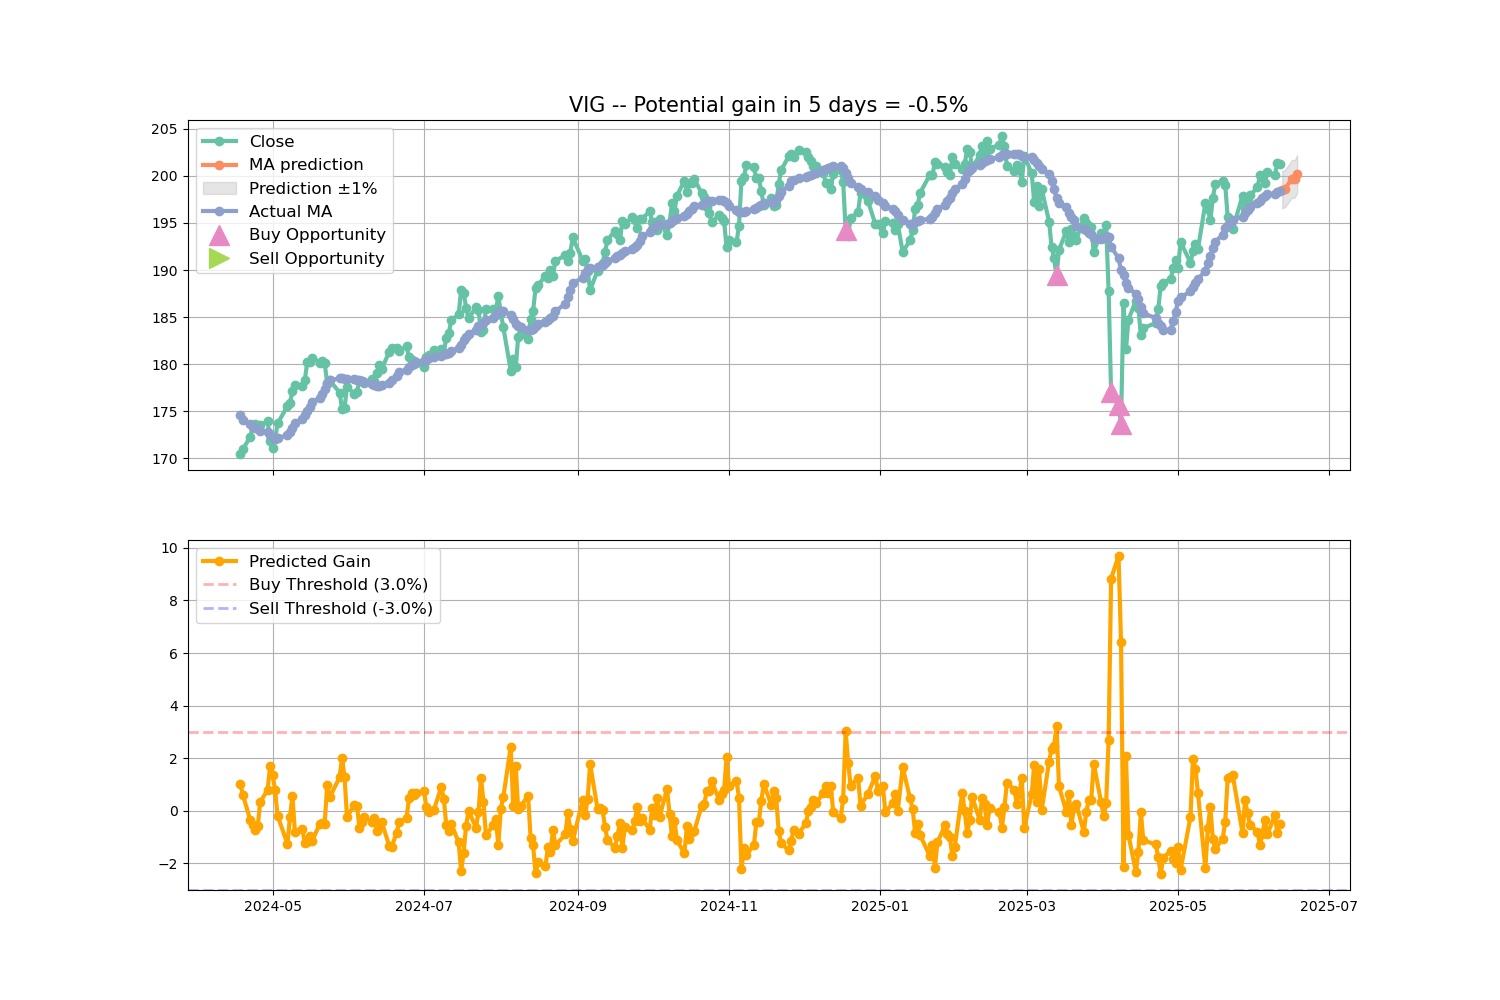 VIG -- Potential gain in 5 days = -0.5%
205
200
195
190
185
180
175
170
Close
MA prediction
Prediction ±1%
Actual MA
Buy Opportunity
Sell Opportunity
10
8
6
4
2
0
−2
Predicted Gain
Buy Threshold (3.0%)
Sell Threshold (-3.0%)
2024-05
2024-07
2024-09
2024-11
2025-01
2025-03
2025-05
2025-07